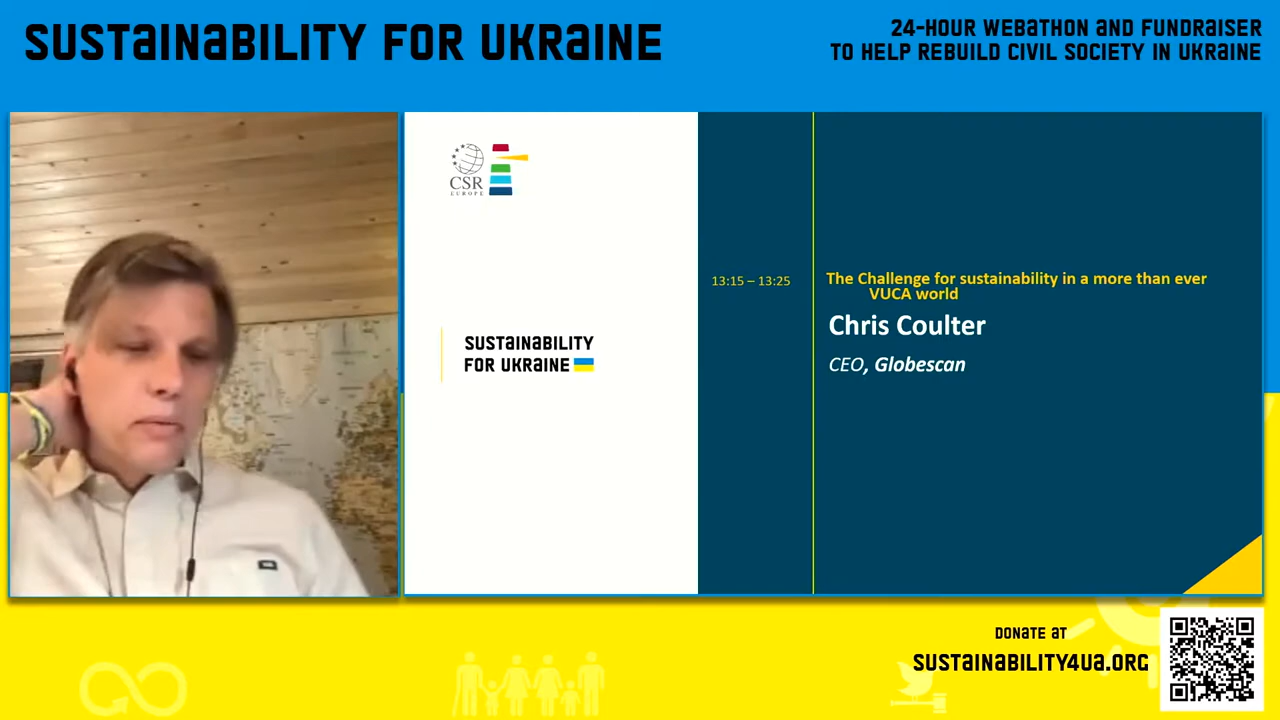 SUSTAINABILITY FOR UKRAINE
24-HOUR WEBATHON AND FUNDRAISER
TO HELP REBUILD CIVIL SOCIETY IN UKRAINE
CSR
EUROPE
SUSTAINABILITY
FOR UKRAINE
13:15 – 13:25
The Challenge for sustainability in a more than ever
VUCA world
Chris Coulter
CEO, Globescan
DONATE AT
SUSTAINABILITY4UA.ORG